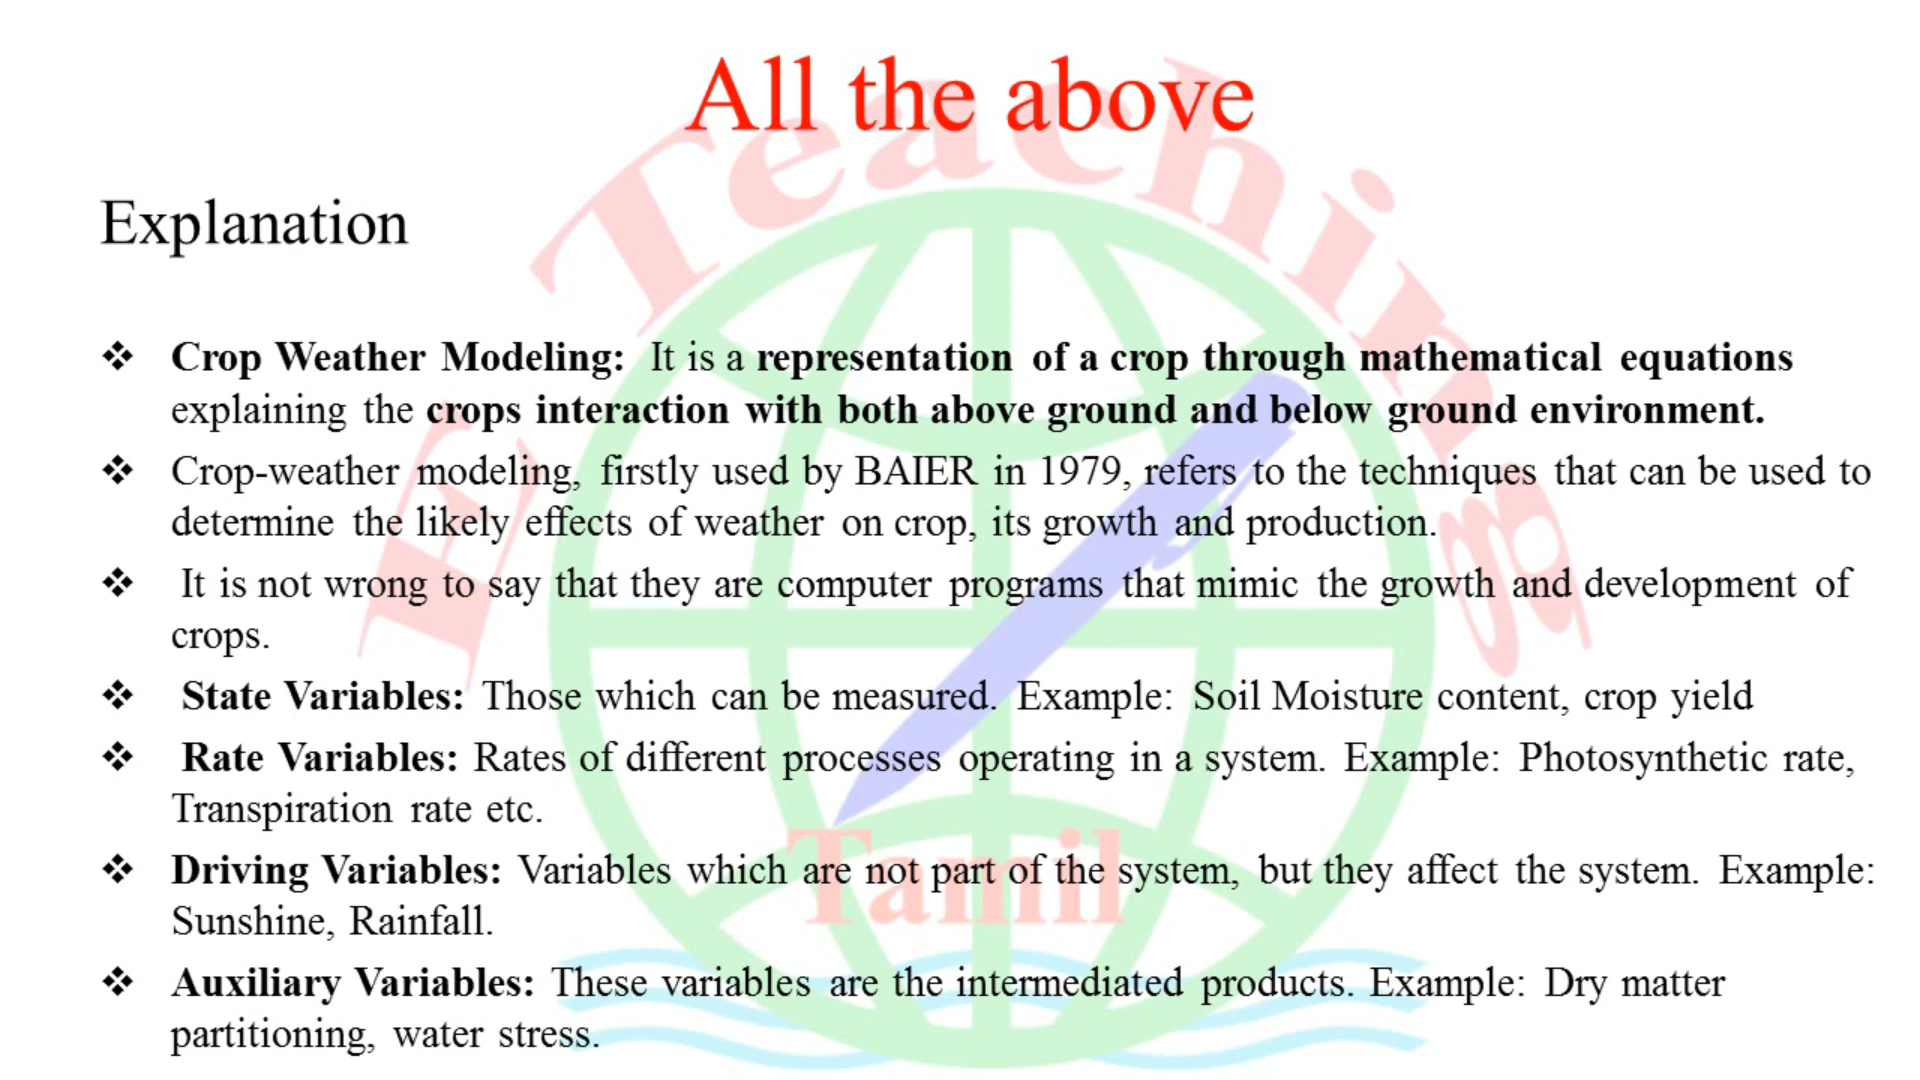 All the above
Explanation
❖ Crop Weather Modeling: It is a representation of a crop through mathematical equations
explaining the crops interaction with both above ground and below ground environment.
❖ Crop-weather modeling, firstly used by BAIER in 1979, refers to the techniques that can be used to
determine the likely effects of weather on crop, its growth and production.
❖ It is not wrong to say that they are computer programs that mimic the growth and development of
crops.
❖ State Variables: Those which can be measured. Example: Soil Moisture content, crop yield
❖ Rate Variables: Rates of different processes operating in a system. Example: Photosynthetic rate,
Transpiration rate etc.
❖ Driving Variables: Variables which are not part of the system, but they affect the system. Example:
Sunshine, Rainfall.
❖ Auxiliary Variables: These variables are the intermediated products. Example: Dry matter
partitioning, water stress.
E Teaching
Tamil